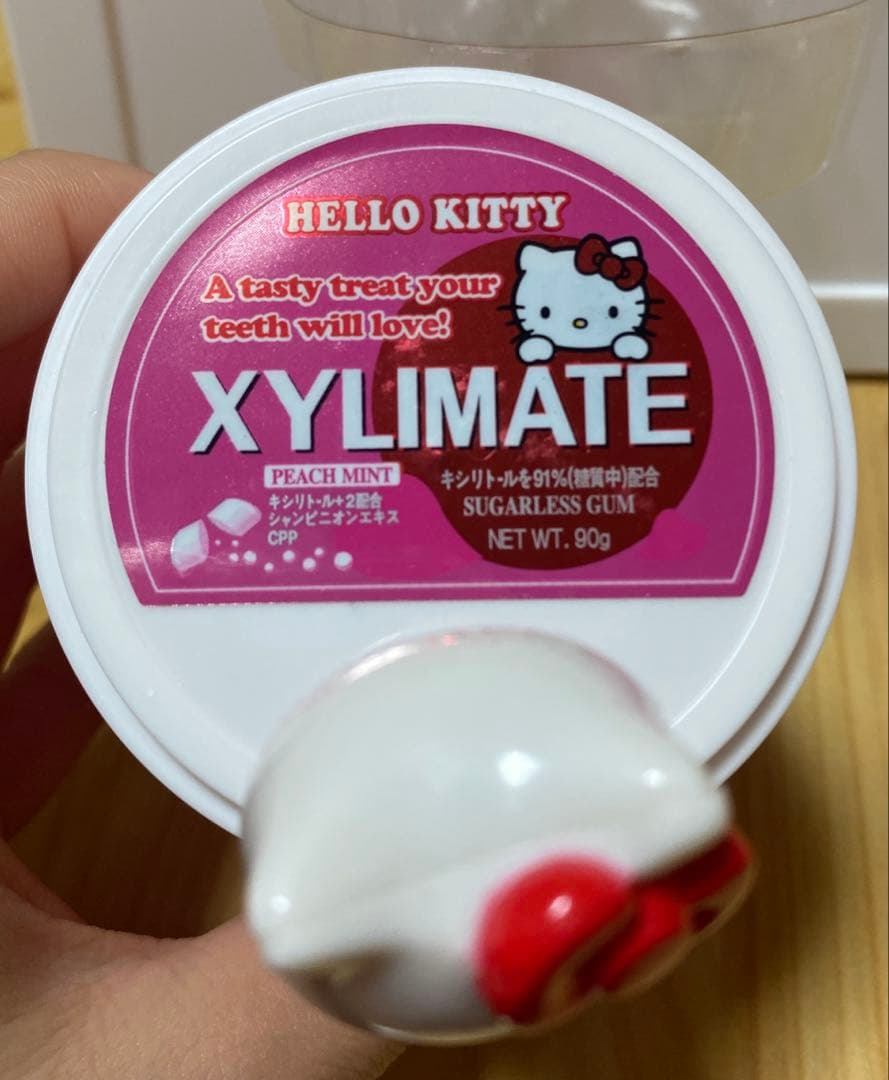 HELLO KITTY
A tasty treat your
teeth will love!
XYLIMATE
PEACH MINT
キシリトール+2配合
シャンピニオンエキス
CPP
キシリトールを91%(糖質中)配合
SUGARLESS GUM
NET WT. 90g